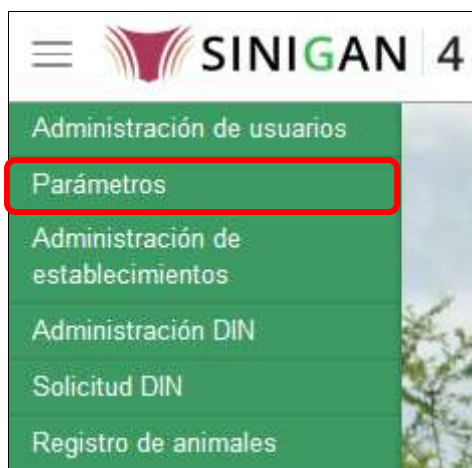 SINIGAN 4
Administración de usuarios
Parámetros
Administración de
establecimientos
Administración DIN
Solicitud DIN
Registro de animales